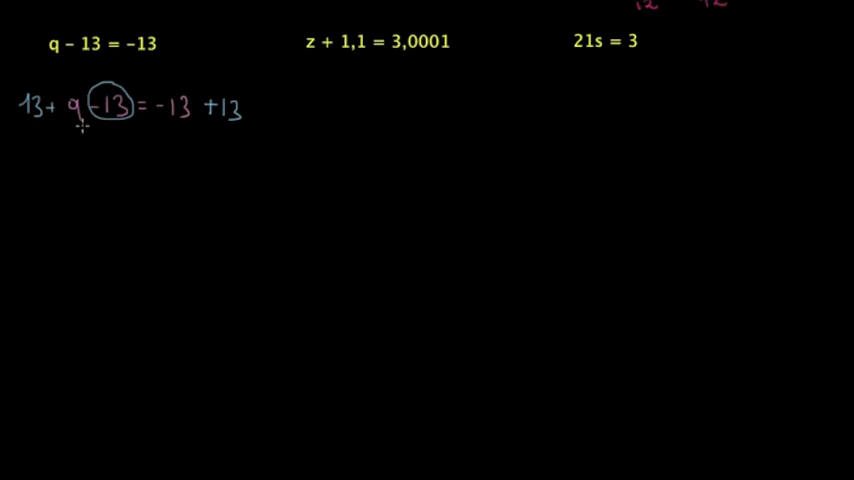 q – 13 = –13
z + 1,1 = 3,0001
21s = 3
13+ q -13 = -13 +13